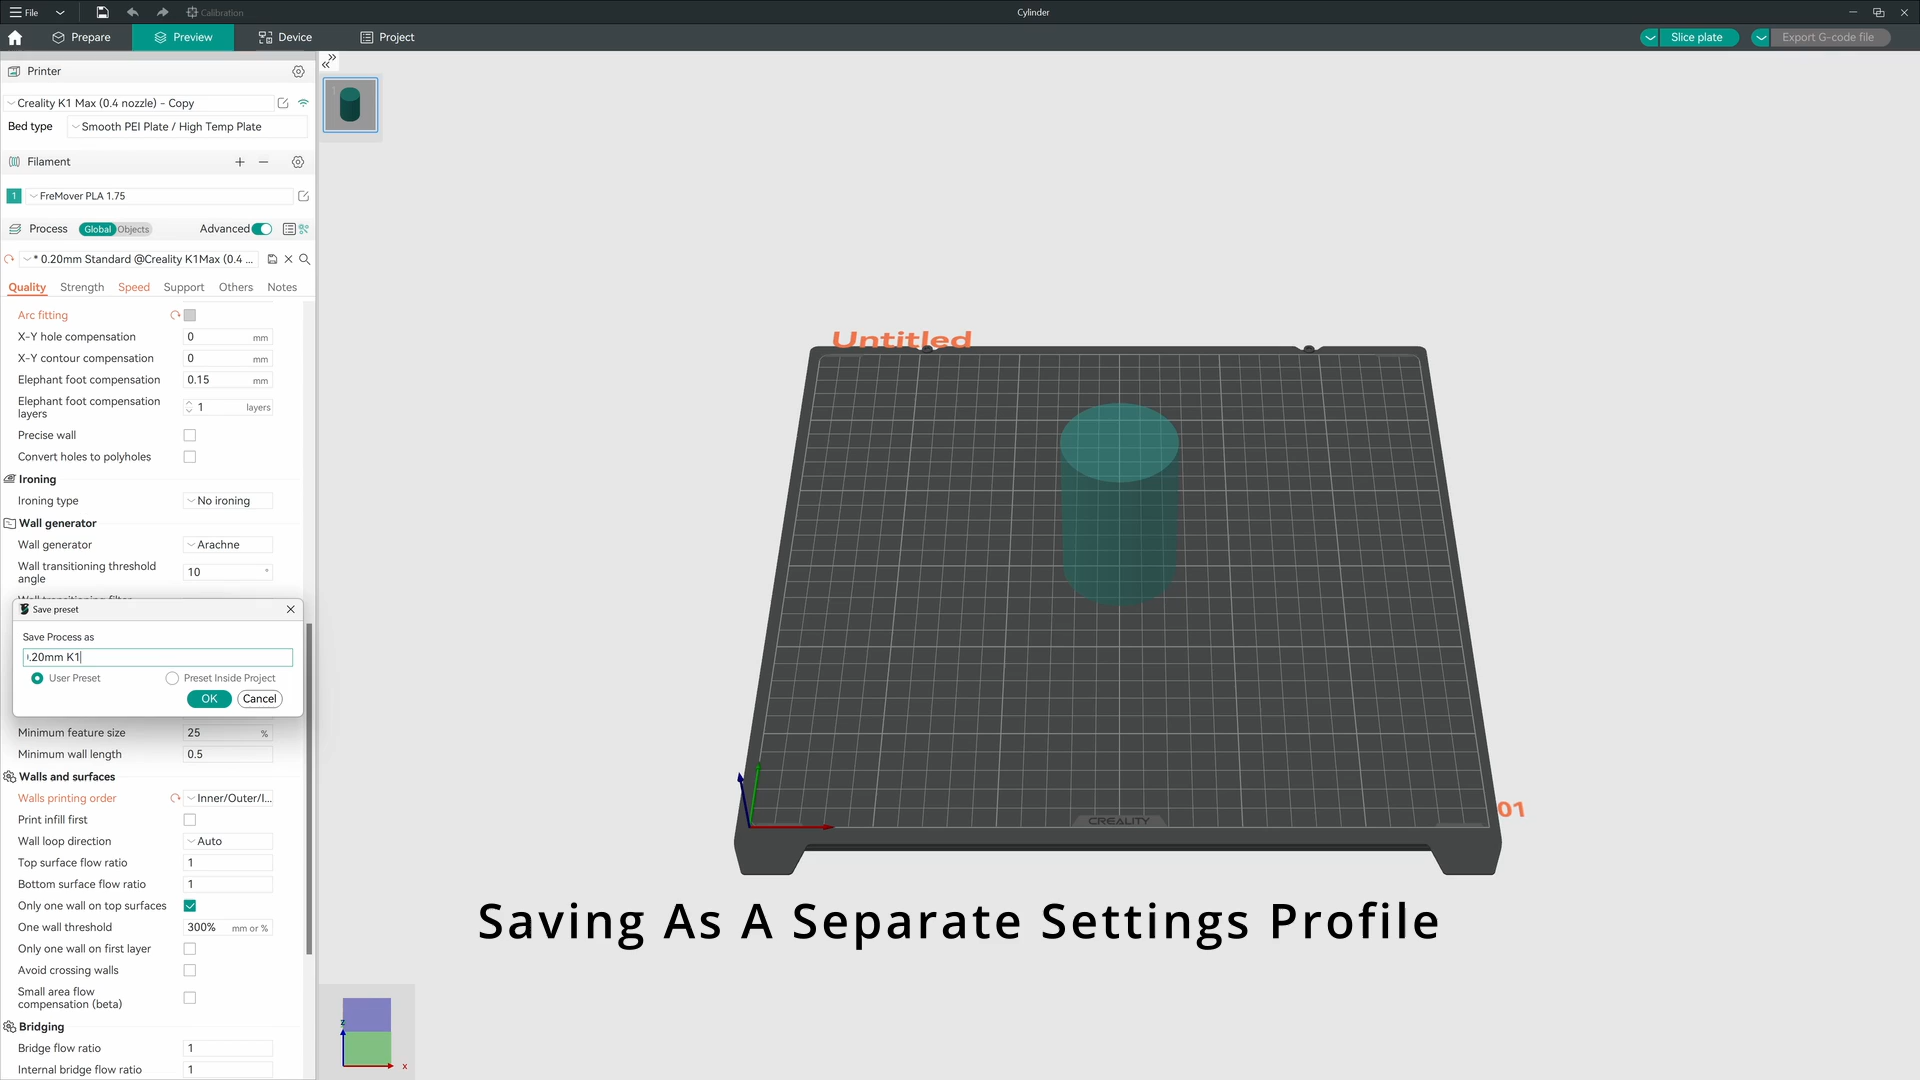 File
Calibration
Cylinder
Prepare
Preview
Device
Project
Slice plate
Export G-code file
Printer
Creality K1 Max (0.4 nozzle) - Copy
Bed type
Smooth PEI Plate / High Temp Plate
Filament
1
FreMover PLA 1.75
Process
Global
Objects
Advanced
* 0.20mm Standard @Creality K1Max (0.4 ...
Quality
Strength
Speed
Support
Others
Notes
Arc fitting
X-Y hole compensation
0 mm
X-Y contour compensation
0 mm
Elephant foot compensation
0.15 mm
Elephant foot compensation
layers
1 layers
Precise wall
Convert holes to polyholes
Ironing
Ironing type
No ironing
Wall generator
Wall generator
Arachne
Wall transitioning threshold
angle
10 °
Save preset
Save Process as
.20mm K1
User Preset
Preset Inside Project
OK
Cancel
Minimum feature size
25 %
Minimum wall length
0.5
Walls and surfaces
Walls printing order
Inner/Outer/I...
Print infill first
Wall loop direction
Auto
Top surface flow ratio
1
Bottom surface flow ratio
1
Only one wall on top surfaces
One wall threshold
300% mm or %
Only one wall on first layer
Avoid crossing walls
Small area flow
compensation (beta)
Bridging
Bridge flow ratio
1
Internal bridge flow ratio
1
1
Untitled
01
CREALITY
Saving As A Separate Settings Profile
z
x